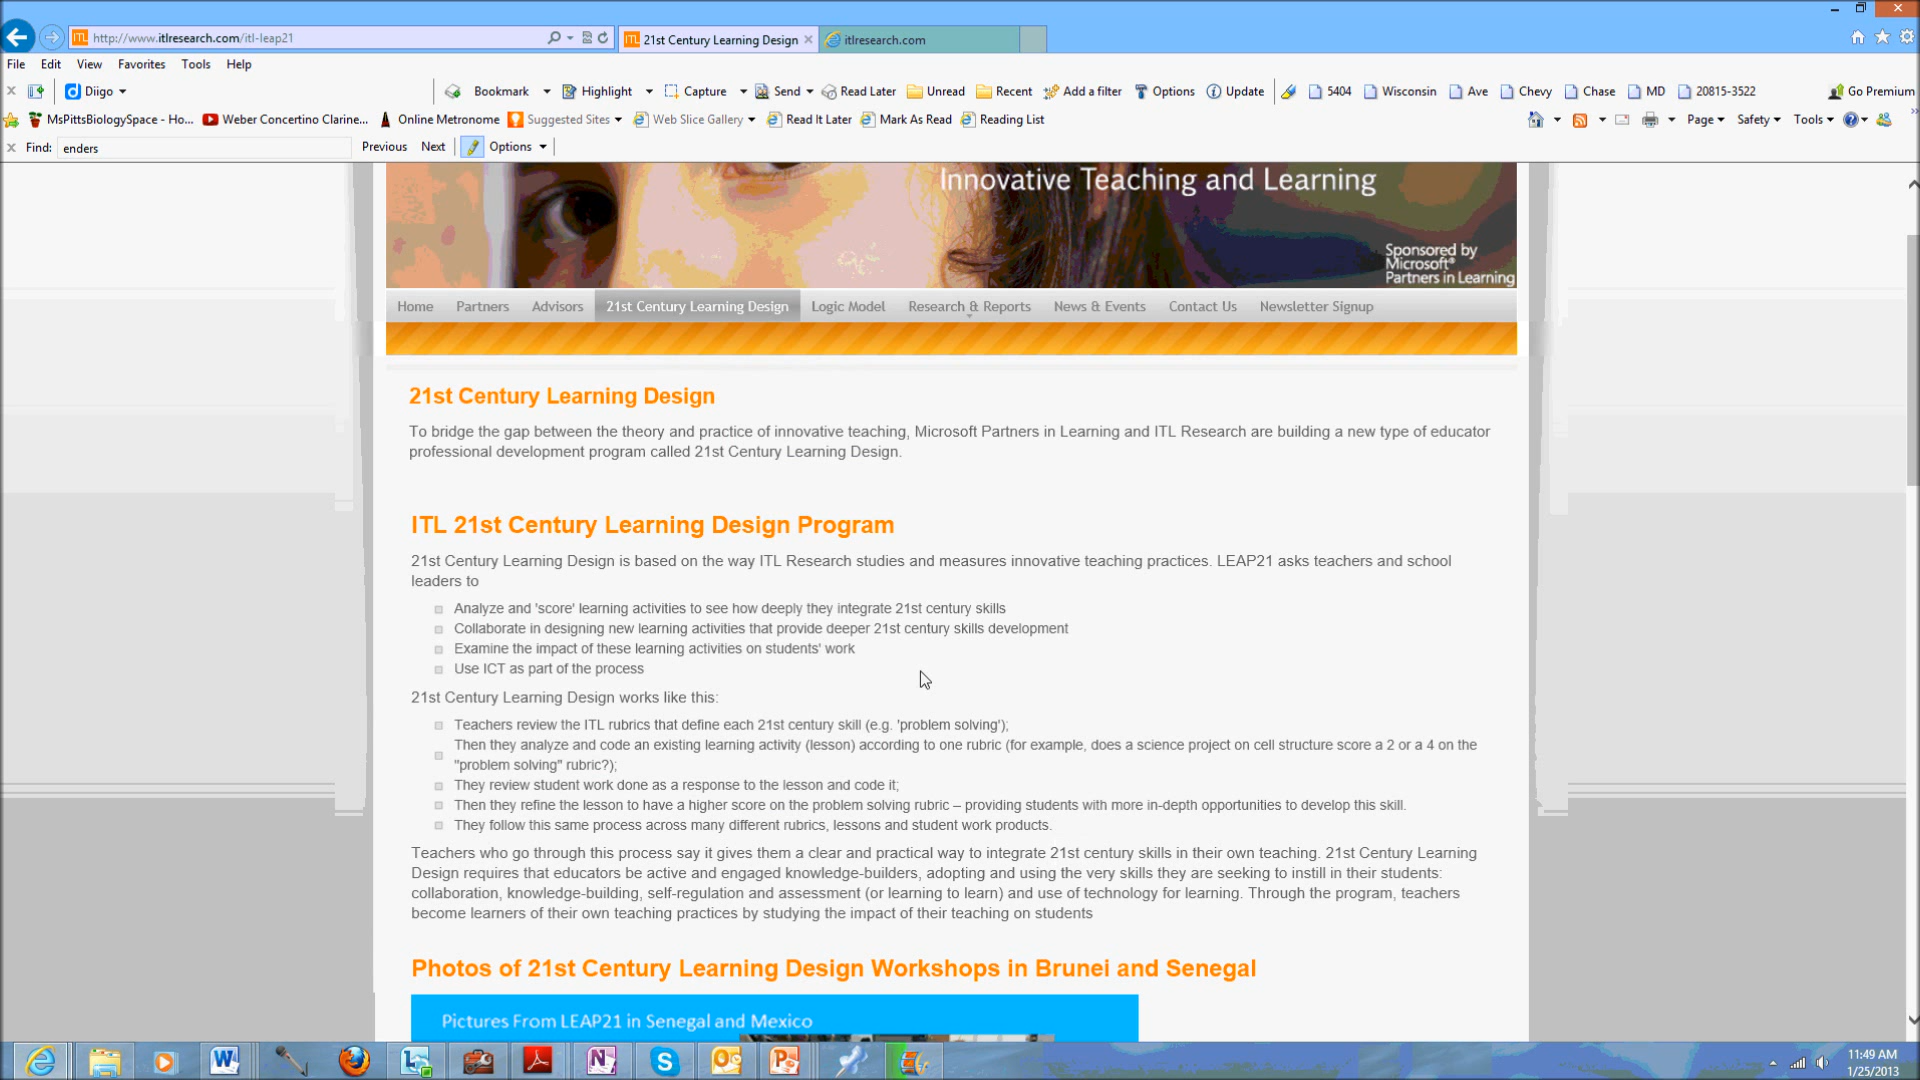 http://www.itlresearch.com/itl-leap21
21st Century Learning Design
itlresearch.com
File Edit View Favorites Tools Help
Diigo Bookmark Highlight Capture Send Read Later Unread Recent Add a filter Options Update 5404 Wisconsin Ave Chevy Chase MD 20815-3522 Go Premium
MsPittsBiologySpace - Ho... Weber Concertino Clarine... Online Metronome Suggested Sites Web Slice Gallery Read It Later Mark As Read Reading List Page Safety Tools
Find: enders Previous Next Options
Innovative Teaching and Learning
Sponsored by
Microsoft®
Partners in Learning
Home Partners Advisors 21st Century Learning Design Logic Model Research & Reports News & Events Contact Us Newsletter Signup
21st Century Learning Design
To bridge the gap between the theory and practice of innovative teaching, Microsoft Partners in Learning and ITL Research are building a new type of educator
professional development program called 21st Century Learning Design.
ITL 21st Century Learning Design Program
21st Century Learning Design is based on the way ITL Research studies and measures innovative teaching practices. LEAP21 asks teachers and school
leaders to
Analyze and 'score' learning activities to see how deeply they integrate 21st century skills
Collaborate in designing new learning activities that provide deeper 21st century skills development
Examine the impact of these learning activities on students' work
Use ICT as part of the process
21st Century Learning Design works like this:
Teachers review the ITL rubrics that define each 21st century skill (e.g. 'problem solving');
Then they analyze and code an existing learning activity (lesson) according to one rubric (for example, does a science project on cell structure score a 2 or a 4 on the
"problem solving" rubric?);
They review student work done as a response to the lesson and code it;
Then they refine the lesson to have a higher score on the problem solving rubric – providing students with more in-depth opportunities to develop this skill.
They follow this same process across many different rubrics, lessons and student work products.
Teachers who go through this process say it gives them a clear and practical way to integrate 21st century skills in their own teaching. 21st Century Learning
Design requires that educators be active and engaged knowledge-builders, adopting and using the very skills they are seeking to instill in their students:
collaboration, knowledge-building, self-regulation and assessment (or learning to learn) and use of technology for learning. Through the program, teachers
become learners of their own teaching practices by studying the impact of their teaching on students
Photos of 21st Century Learning Design Workshops in Brunei and Senegal
Pictures From LEAP21 in Senegal and Mexico
11:49 AM
1/25/2013